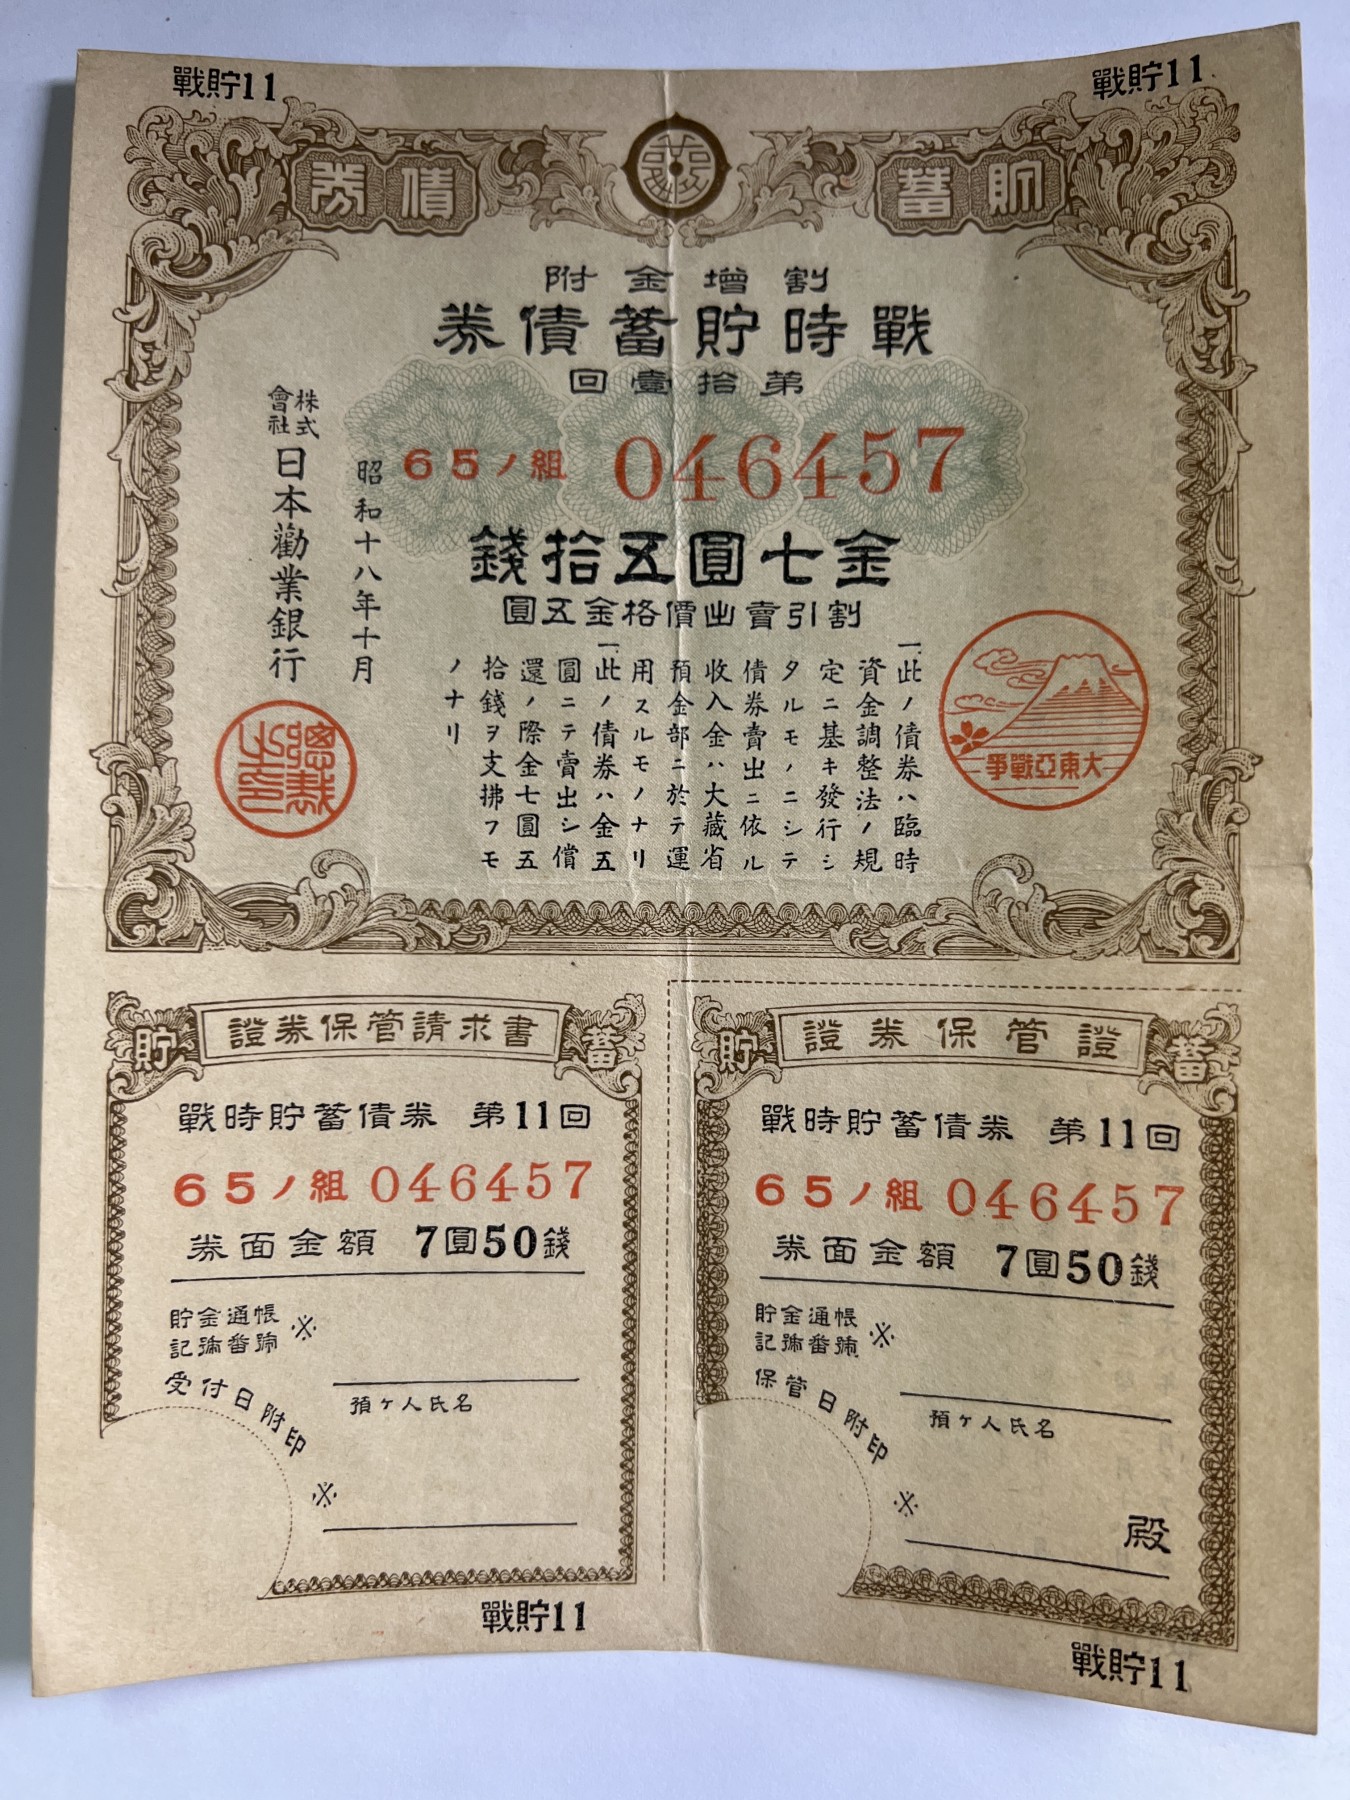 戰貯11
戰貯11
貯蓄債券
割增金附
戰時貯蓄債券
第拾壹回
65ノ組 046457
金七圓五拾錢
割引賣出價格金五圓
一、此ノ債券ハ臨時
資金調整法ノ規
定ニ基キ發行シ
タルモノニシテ
債券賣出ニ依ル
收入金ハ大藏省
預金部ニ於テ運
用スルモノナリ
一、此ノ債券ハ金五
圓ニテ賣出シ償
還ノ際金七圓五
拾錢ヲ支拂フモ
ノナリ
昭和十八年十月
株式會社日本勸業銀行
總裁之印
大東亞戰爭
貯蓄
證券保管請求書
戰時貯蓄債券 第11回
65ノ組 046457
券面金額 7圓50錢
貯金通帳
記號番號 ※
預ケ人氏名
受付日附印 ※
戰貯11
貯蓄
證券保管證
戰時貯蓄債券 第11回
65ノ組 046457
券面金額 7圓50錢
貯金通帳
記號番號 ※
預ケ人氏名
保管日附印 ※
殿
戰貯11